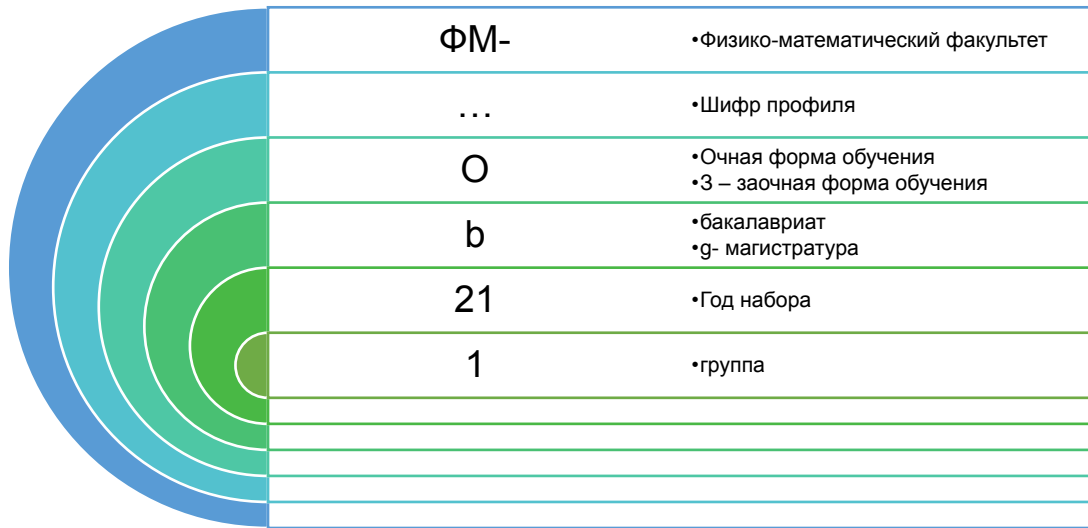 ФМ-
•Физико-математический факультет
…
•Шифр профиля
О
•Очная форма обучения
•З – заочная форма обучения
b
•бакалавриат
•g- магистратура
21
•Год набора
1
•группа